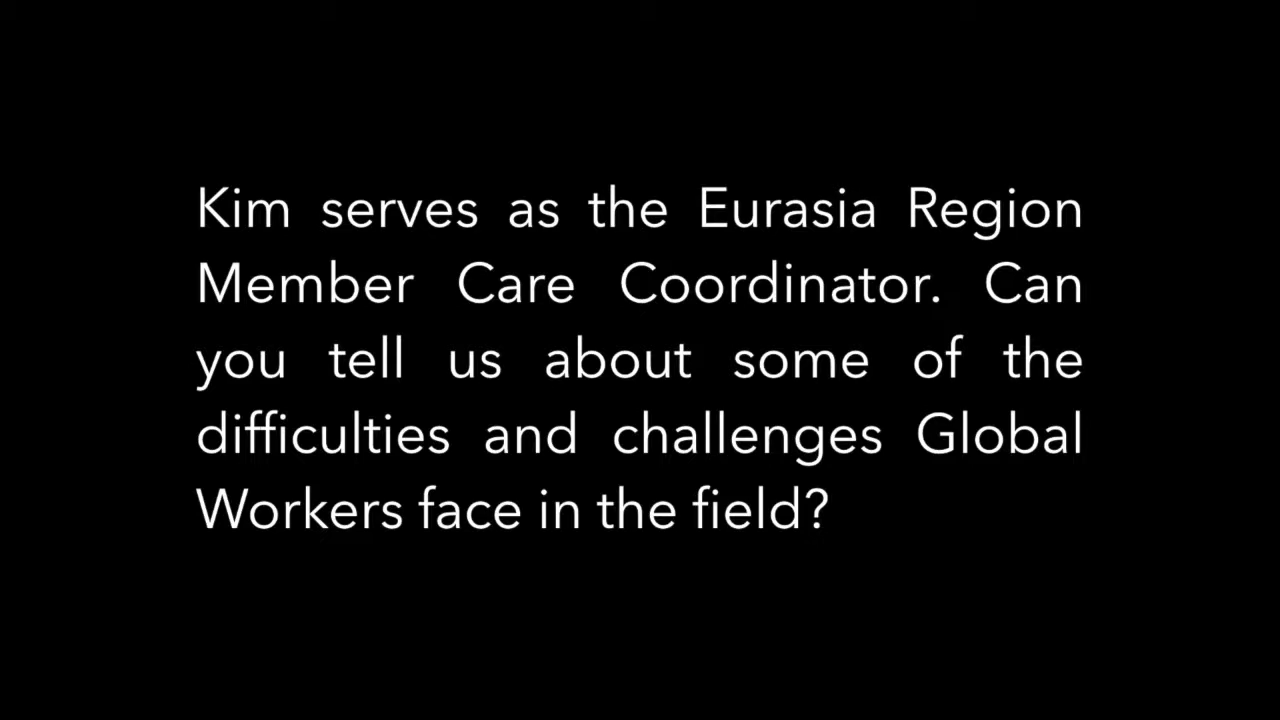 Kim serves as the Eurasia Region
Member Care Coordinator. Can
you tell us about some of the
difficulties and challenges Global
Workers face in the field?